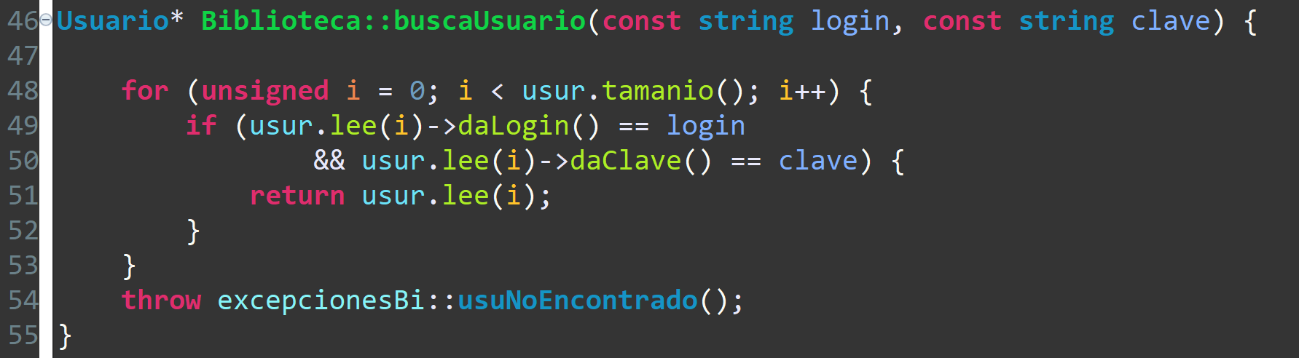 46 Usuario* Biblioteca::buscaUsuario(const string login, const string clave) {
47
48     for (unsigned i = 0; i < usur.tamanio(); i++) {
49         if (usur.lee(i)->daLogin() == login
50                 && usur.lee(i)->daClave() == clave) {
51             return usur.lee(i);
52         }
53     }
54     throw excepcionesBi::usuNoEncontrado();
55 }